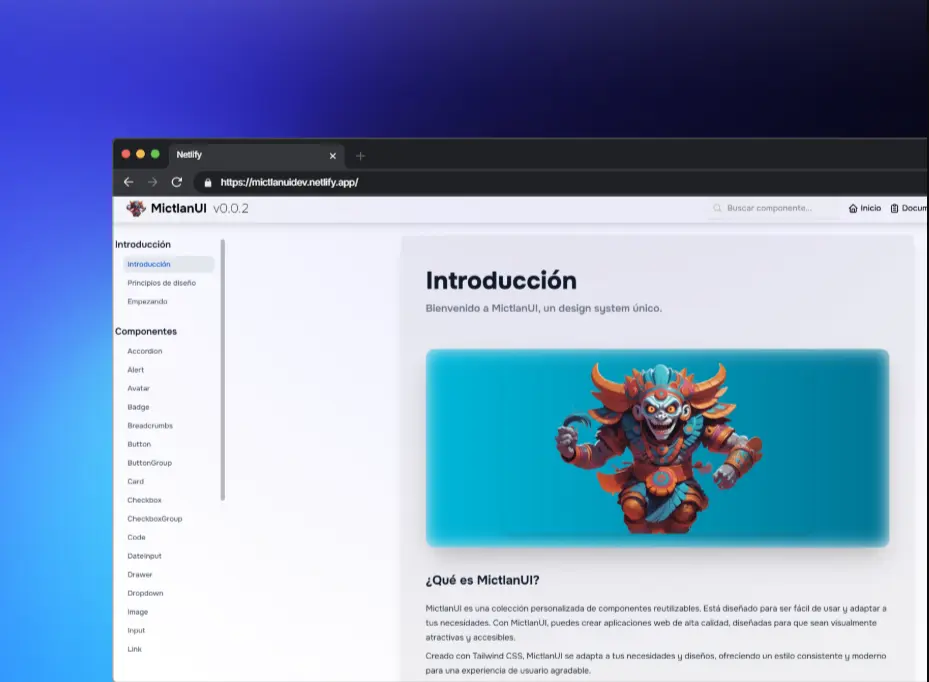 Netlify
https://mictlanuidev.netlify.app/
MictlanUI v0.0.2
Buscar componente...
Inicio
Docum
Introducción
Introducción
Principios de diseño
Empezando
Componentes
Accordion
Alert
Avatar
Badge
Breadcrumbs
Button
ButtonGroup
Card
Checkbox
CheckboxGroup
Code
DateInput
Drawer
Dropdown
Image
Input
Link
Introducción
Bienvenido a MictlanUI, un design system único.
¿Qué es MictlanUI?
MictlanUI es una colección personalizada de componentes reutilizables. Está diseñado para ser fácil de usar y adaptar a
tus necesidades. Con MictlanUI, puedes crear aplicaciones web de alta calidad, diseñadas para que sean visualmente
atractivas y accesibles.
Creado con Tailwind CSS, MictlanUI se adapta a tus necesidades y diseños, ofreciendo un estilo consistente y moderno
para una experiencia de usuario agradable.